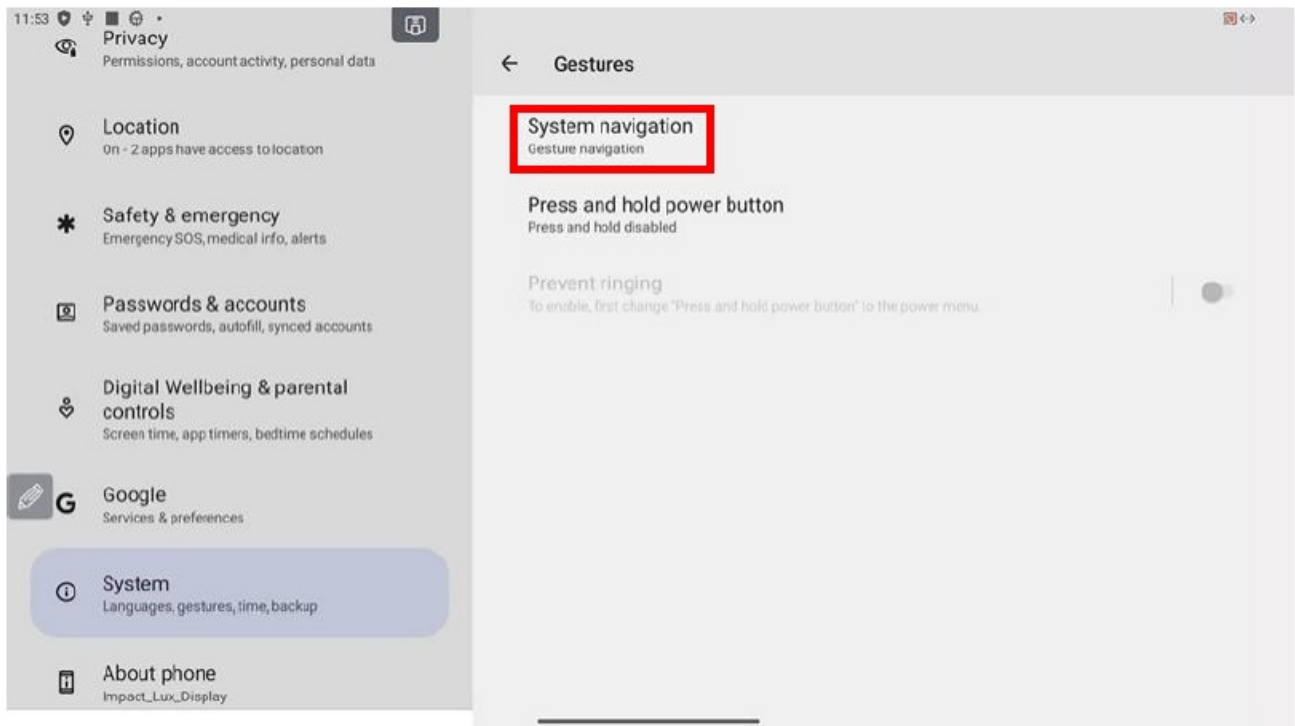 11:53
Privacy
Permissions, account activity, personal data
Location
On - 2 apps have access to location
Safety & emergency
Emergency SOS, medical info, alerts
Passwords & accounts
Saved passwords, autofill, synced accounts
Digital Wellbeing & parental
controls
Screen time, app timers, bedtime schedules
G
Google
Services & preferences
System
Languages, gestures, time, backup
About phone
Impact_Lux_Display
Gestures
System navigation
Gesture navigation
Press and hold power button
Press and hold disabled
Prevent ringing
To enable, first change "Press and hold power button" to the power menu.